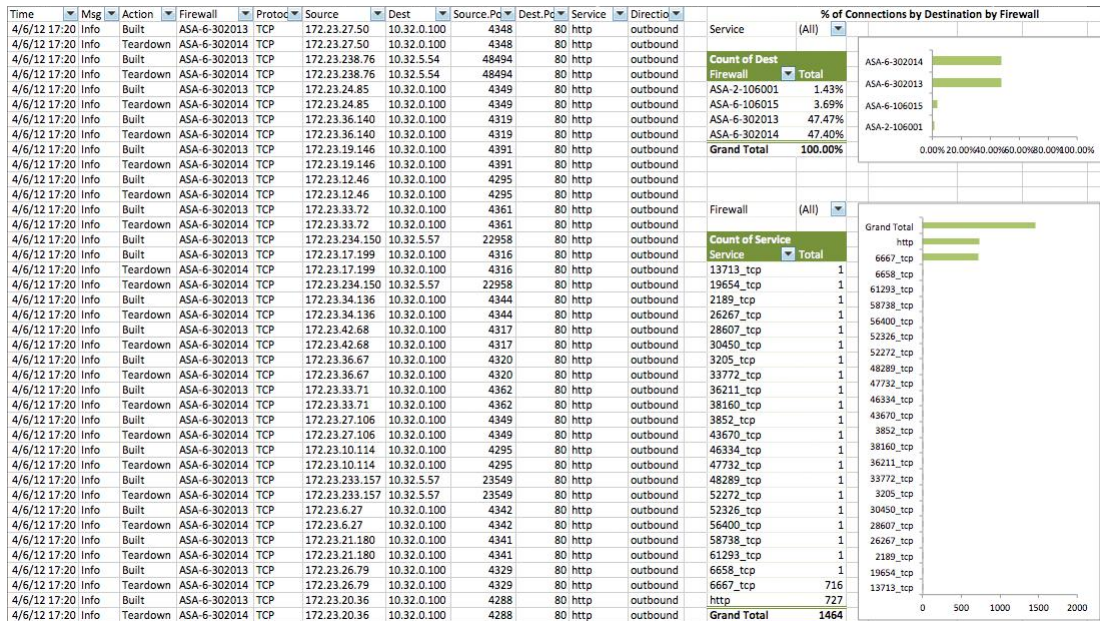 Time Msg Action Firewall Protoc Source Dest Source.Po Dest.Po Service Directio
4/6/12 17:20 Info Built ASA-6-302013 TCP 172.23.27.50 10.32.0.100 4348 80 http outbound
4/6/12 17:20 Info Teardown ASA-6-302014 TCP 172.23.27.50 10.32.0.100 4348 80 http outbound
4/6/12 17:20 Info Built ASA-6-302013 TCP 172.23.238.76 10.32.5.54 48494 80 http outbound
4/6/12 17:20 Info Teardown ASA-6-302014 TCP 172.23.238.76 10.32.5.54 48494 80 http outbound
4/6/12 17:20 Info Built ASA-6-302013 TCP 172.23.24.85 10.32.0.100 4349 80 http outbound
4/6/12 17:20 Info Teardown ASA-6-302014 TCP 172.23.24.85 10.32.0.100 4349 80 http outbound
4/6/12 17:20 Info Built ASA-6-302013 TCP 172.23.36.140 10.32.0.100 4319 80 http outbound
4/6/12 17:20 Info Teardown ASA-6-302014 TCP 172.23.36.140 10.32.0.100 4319 80 http outbound
4/6/12 17:20 Info Built ASA-6-302013 TCP 172.23.19.146 10.32.0.100 4391 80 http outbound
4/6/12 17:20 Info Teardown ASA-6-302014 TCP 172.23.19.146 10.32.0.100 4391 80 http outbound
4/6/12 17:20 Info Built ASA-6-302013 TCP 172.23.12.46 10.32.0.100 4295 80 http outbound
4/6/12 17:20 Info Teardown ASA-6-302014 TCP 172.23.12.46 10.32.0.100 4295 80 http outbound
4/6/12 17:20 Info Built ASA-6-302013 TCP 172.23.33.72 10.32.0.100 4361 80 http outbound
4/6/12 17:20 Info Teardown ASA-6-302014 TCP 172.23.33.72 10.32.0.100 4361 80 http outbound
4/6/12 17:20 Info Built ASA-6-302013 TCP 172.23.234.150 10.32.5.57 22958 80 http outbound
4/6/12 17:20 Info Built ASA-6-302013 TCP 172.23.17.199 10.32.0.100 4316 80 http outbound
4/6/12 17:20 Info Teardown ASA-6-302014 TCP 172.23.17.199 10.32.0.100 4316 80 http outbound
4/6/12 17:20 Info Teardown ASA-6-302014 TCP 172.23.234.150 10.32.5.57 22958 80 http outbound
4/6/12 17:20 Info Built ASA-6-302013 TCP 172.23.34.136 10.32.0.100 4344 80 http outbound
4/6/12 17:20 Info Teardown ASA-6-302014 TCP 172.23.34.136 10.32.0.100 4344 80 http outbound
4/6/12 17:20 Info Built ASA-6-302013 TCP 172.23.42.68 10.32.0.100 4317 80 http outbound
4/6/12 17:20 Info Teardown ASA-6-302014 TCP 172.23.42.68 10.32.0.100 4317 80 http outbound
4/6/12 17:20 Info Built ASA-6-302013 TCP 172.23.36.67 10.32.0.100 4320 80 http outbound
4/6/12 17:20 Info Teardown ASA-6-302014 TCP 172.23.36.67 10.32.0.100 4320 80 http outbound
4/6/12 17:20 Info Built ASA-6-302013 TCP 172.23.33.71 10.32.0.100 4362 80 http outbound
4/6/12 17:20 Info Teardown ASA-6-302014 TCP 172.23.33.71 10.32.0.100 4362 80 http outbound
4/6/12 17:20 Info Built ASA-6-302013 TCP 172.23.27.106 10.32.0.100 4349 80 http outbound
4/6/12 17:20 Info Teardown ASA-6-302014 TCP 172.23.27.106 10.32.0.100 4349 80 http outbound
4/6/12 17:20 Info Built ASA-6-302013 TCP 172.23.10.114 10.32.0.100 4295 80 http outbound
4/6/12 17:20 Info Teardown ASA-6-302014 TCP 172.23.10.114 10.32.0.100 4295 80 http outbound
4/6/12 17:20 Info Built ASA-6-302013 TCP 172.23.233.157 10.32.5.57 23549 80 http outbound
4/6/12 17:20 Info Teardown ASA-6-302014 TCP 172.23.233.157 10.32.5.57 23549 80 http outbound
4/6/12 17:20 Info Built ASA-6-302013 TCP 172.23.6.27 10.32.0.100 4342 80 http outbound
4/6/12 17:20 Info Teardown ASA-6-302014 TCP 172.23.6.27 10.32.0.100 4342 80 http outbound
4/6/12 17:20 Info Built ASA-6-302013 TCP 172.23.21.180 10.32.0.100 4341 80 http outbound
4/6/12 17:20 Info Teardown ASA-6-302014 TCP 172.23.21.180 10.32.0.100 4341 80 http outbound
4/6/12 17:20 Info Built ASA-6-302013 TCP 172.23.26.79 10.32.0.100 4329 80 http outbound
4/6/12 17:20 Info Teardown ASA-6-302014 TCP 172.23.26.79 10.32.0.100 4329 80 http outbound
4/6/12 17:20 Info Built ASA-6-302013 TCP 172.23.20.36 10.32.0.100 4288 80 http outbound
4/6/12 17:20 Info Teardown ASA-6-302014 TCP 172.23.20.36 10.32.0.100 4288 80 http outbound
% of Connections by Destination by Firewall
Service (All)
Count of Dest
Firewall Total
ASA-2-106001 1.43%
ASA-6-106015 3.69%
ASA-6-302013 47.47%
ASA-6-302014 47.40%
Grand Total 100.00%
ASA-6-302014
ASA-6-302013
ASA-6-106015
ASA-2-106001
0.00% 20.00%40.00%60.00%80.00%100.00%
Firewall (All)
Count of Service
Service Total
13713_tcp 1
19654_tcp 1
2189_tcp 1
26267_tcp 1
28607_tcp 1
30450_tcp 1
3205_tcp 1
33772_tcp 1
36211_tcp 1
38160_tcp 1
3852_tcp 1
43670_tcp 1
46334_tcp 1
47732_tcp 1
48289_tcp 1
52272_tcp 1
52326_tcp 1
56400_tcp 1
58738_tcp 1
61293_tcp 1
6658_tcp 1
6667_tcp 716
http 727
Grand Total 1464
Grand Total
http
6667_tcp
6658_tcp
61293_tcp
58738_tcp
56400_tcp
52326_tcp
52272_tcp
48289_tcp
47732_tcp
46334_tcp
43670_tcp
3852_tcp
38160_tcp
36211_tcp
33772_tcp
3205_tcp
30450_tcp
28607_tcp
26267_tcp
2189_tcp
19654_tcp
13713_tcp
0 500 1000 1500 2000